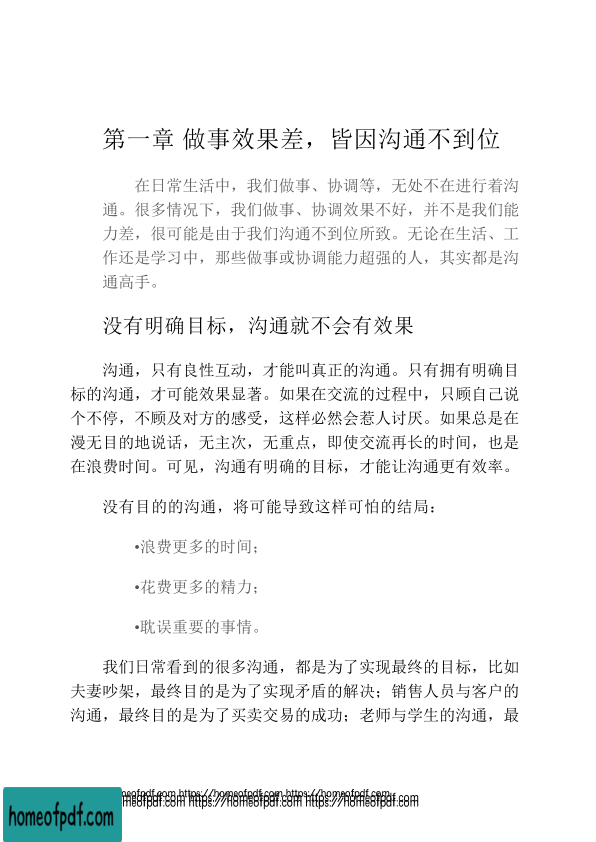 第一章 做事效果差，皆因沟通不到位
在日常生活中，我们做事、协调等，无处不在进行着沟
通。很多情况下，我们做事、协调效果不好，并不是我们能
力差，很可能是由于我们沟通不到位所致。无论在生活、工
作还是学习中，那些做事或协调能力超强的人，其实都是沟
通高手。
没有明确目标，沟通就不会有效果
沟通，只有良性互动，才能叫真正的沟通。只有拥有明确目
标的沟通，才可能效果显著。如果在交流的过程中，只顾自己说
个不停，不顾及对方的感受，这样必然会惹人讨厌。如果总是在
漫无目的地说话，无主次，无重点，即使交流再长的时间，也是
在浪费时间。可见，沟通有明确的目标，才能让沟通更有效率。
没有目的的沟通，将可能导致这样可怕的结局：
•浪费更多的时间；
•花费更多的精力；
•耽误重要的事情。
我们日常看到的很多沟通，都是为了实现最终的目标，比如
夫妻吵架，最终目的是为了实现矛盾的解决；销售人员与客户的
沟通，最终目的是为了买卖交易的成功；老师与学生的沟通，最
homeofpdf.com https://homeofpdf.com https://homeofpdf.com
homeofpdf.com https://homeofpdf.com https://homeofpdf.com
homeofpdf.com